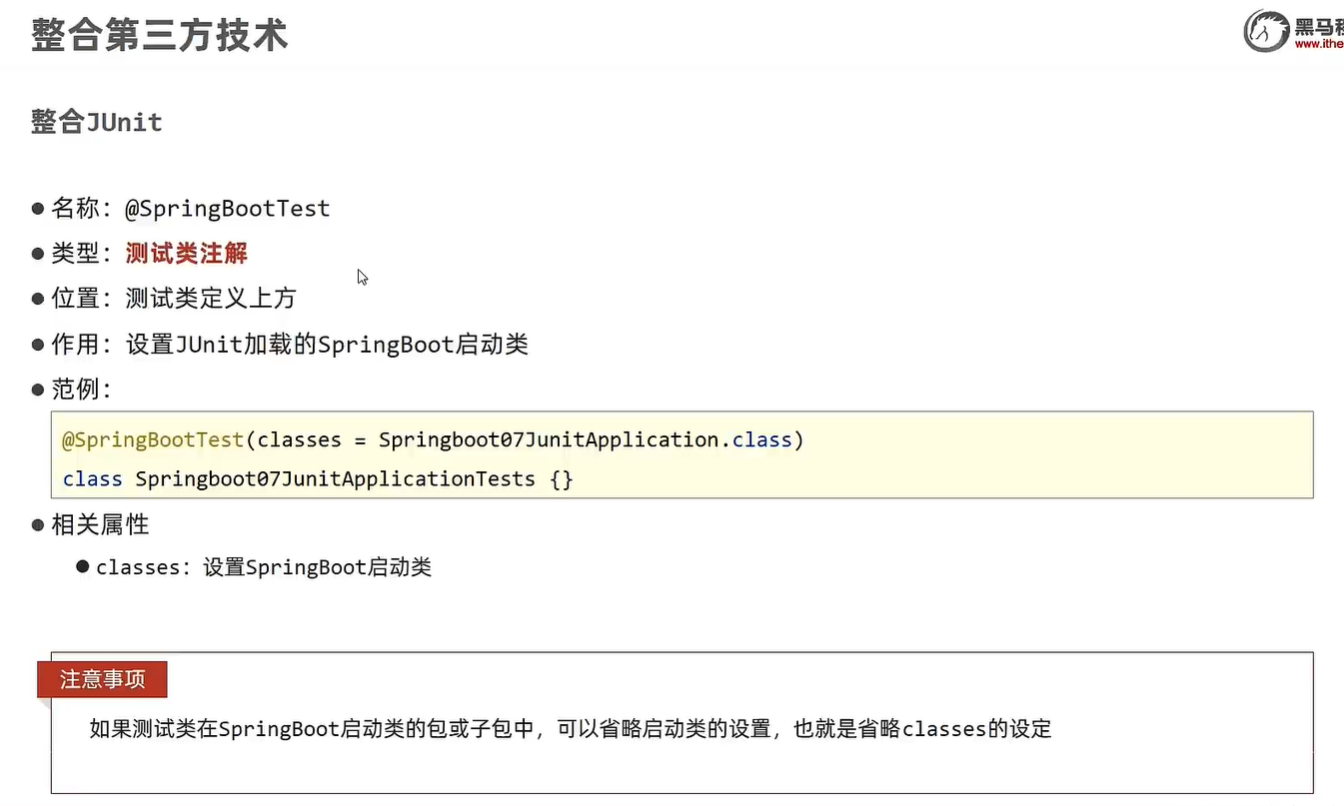 整合第三方技术
黑马
www.ithe
整合JUnit
● 名称：@SpringBootTest
● 类型：测试类注解
● 位置：测试类定义上方
● 作用：设置JUnit加载的SpringBoot启动类
● 范例：
@SpringBootTest(classes = Springboot07JunitApplication.class)
class Springboot07JunitApplicationTests {}
● 相关属性
● classes：设置SpringBoot启动类
注意事项
如果测试类在SpringBoot启动类的包或子包中，可以省略启动类的设置，也就是省略classes的设定